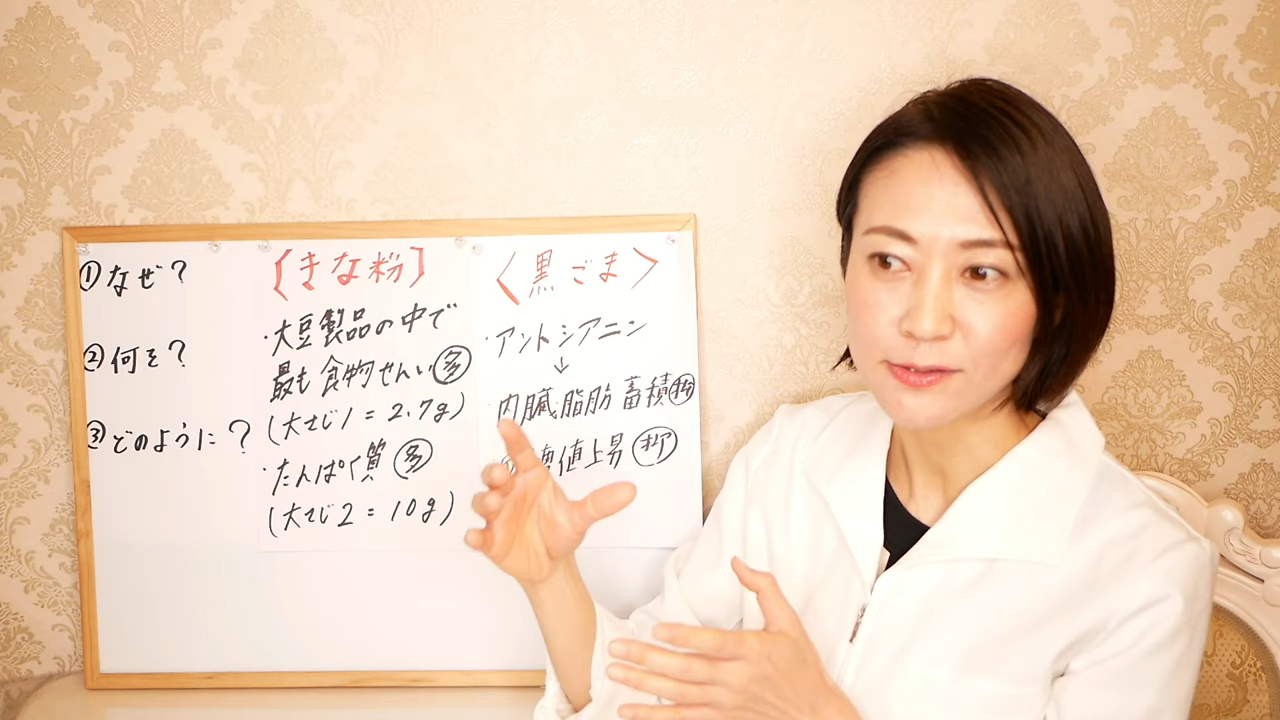 ①なぜ?
②何を?
③どのように?
〈きな粉〉
・大豆製品の中で
最も食物せんい㊂多
(大さじ1=2.7g)
・たんぱく質 多
(大さじ2=10g)
〈黒ごま〉
・アントシアニン
↓
・内臓脂肪蓄積抑
糖値上昇 抑